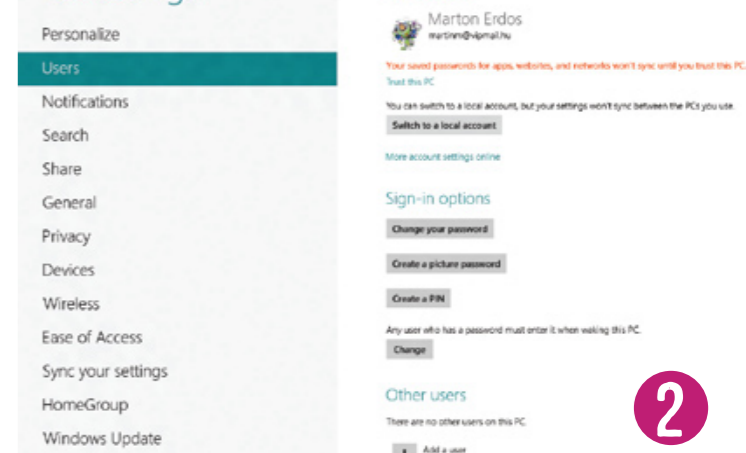 Personalize
Users
Notifications
Search
Share
General
Privacy
Devices
Wireless
Ease of Access
Sync your settings
HomeGroup
Windows Update
Marton Erdos
martinm@vipmail.hu
Your saved passwords for apps, websites, and networks won't sync until you trust this PC.
Trust this PC
You can switch to a local account, but your settings won't sync between the PCs you use.
Switch to a local account
More account settings online
Sign-in options
Change your password
Create a picture password
Create a PIN
Any user who has a password must enter it when waking this PC.
Change
Other users
There are no other users on this PC.
Add a user
2